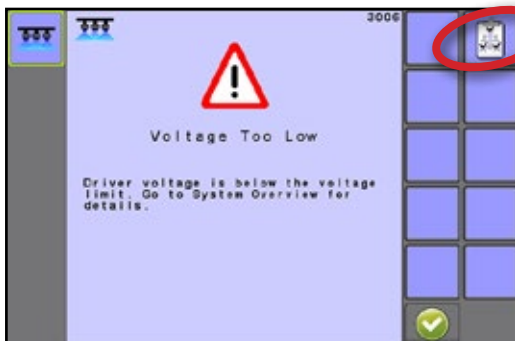 3006
Voltage Too Low
Driver voltage is below the voltage
limit. Go to System Overview for
details.